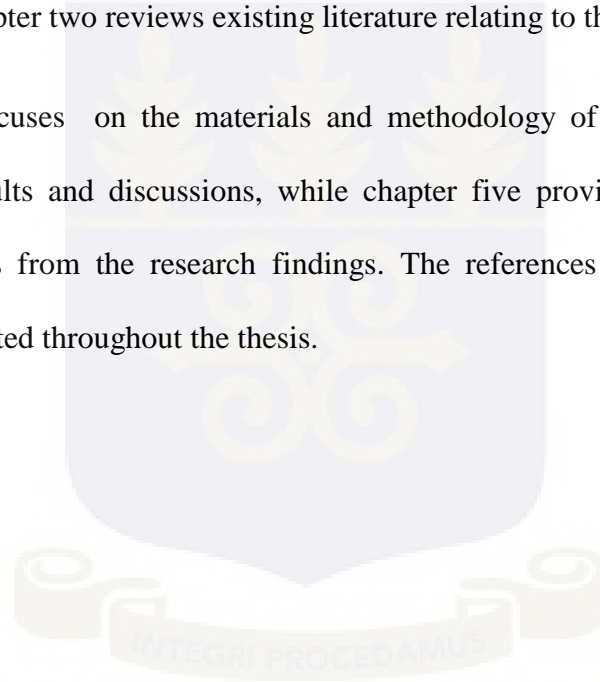 pter two reviews existing literature relating to th
cuses on the materials and methodology of
ults and discussions, while chapter five provi
s from the research findings. The references
ted throughout the thesis.
INTEGRI PROCEDAMUS